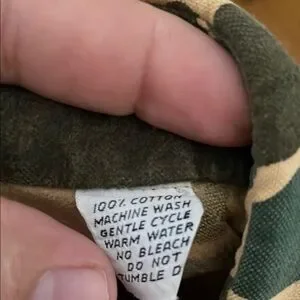 100% COTTON
MACHINE WASH
GENTLE CYCLE
WARM WATER
NO BLEACH
DO NOT
TUMBLE D